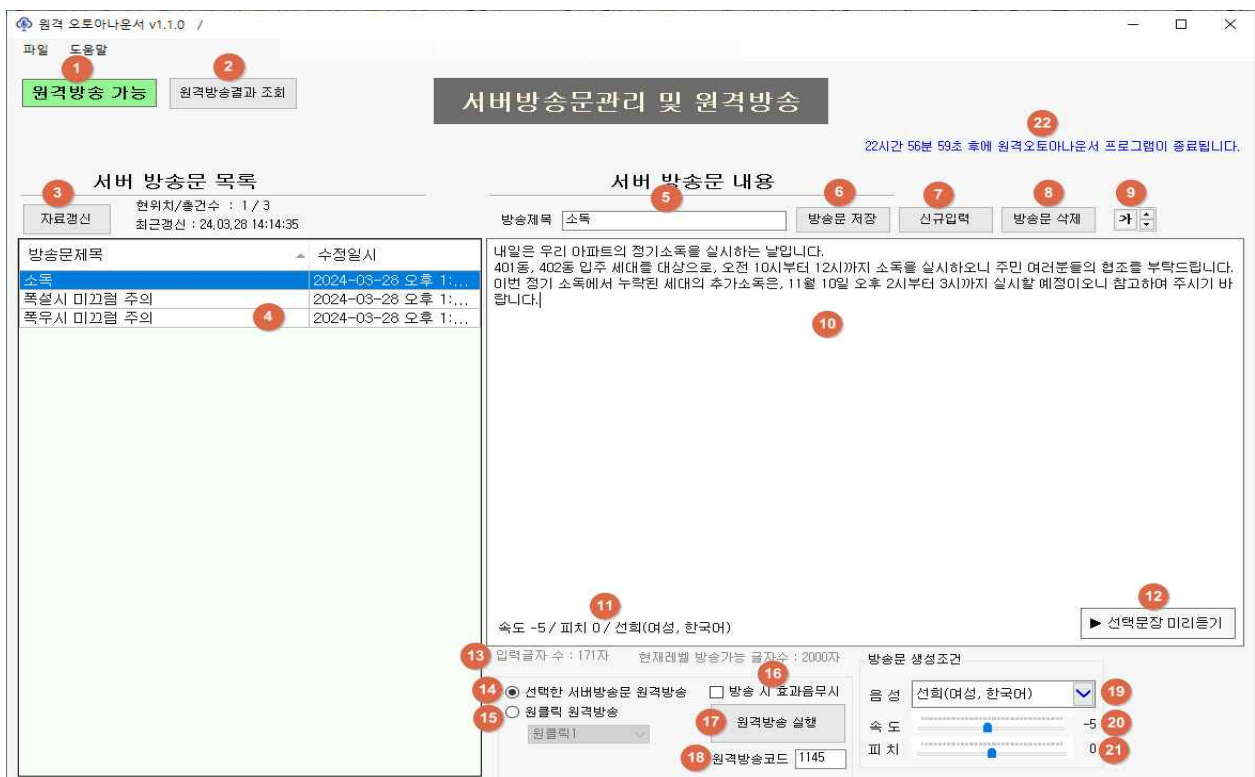 원격 오토아나운서 v1.1.0 /
파일 도움말
1 2
원격방송 가능 원격방송결과 조회
서버방송문관리 및 원격방송
22
22시간 56분 59초 후에 원격오토아나운서 프로그램이 종료됩니다.
서버 방송문 목록
3
현위치/총건수 : 1 / 3
자료갱신
최근갱신 : 24,03,28 14:14:35
방송문제목 수정일시
소독 2024-03-28 오후 1:...
폭설시 미끄럼 주의 2024-03-28 오후 1:...
폭우시 미끄럼 주의 4 2024-03-28 오후 1:...
서버 방송문 내용
5 6 7 8 9
방송제목 소독 방송문 저장 신규입력 방송문 삭제 가
내일은 우리 아파트의 정기소독을 실시하는 날입니다.
401동, 402동 입주 세대를 대상으로, 오전 10시부터 12시까지 소독을 실시하오니 주민 여러분들의 협조를 부탁드립니다.
이번 정기 소독에서 누락된 세대의 추가소독은, 11월 10일 오후 2시부터 3시까지 실시할 예정이오니 참고하여 주시기 바
랍니다.
10
11 12
속도 -5 / 피치 0 / 선희(여성, 한국어) ▶ 선택문장 미리듣기
13 입력글자 수 : 171자 현재레벨 방송가능 글자수 : 2000자
16
14 선택한 서버방송문 원격방송 방송 시 효과음무시
15 원클릭 원격방송
원클릭1
17 원격방송 실행
18 원격방송코드 1145
방송문 생성조건
음 성 선희(여성, 한국어) 19
속 도 -5 20
피 치 0 21